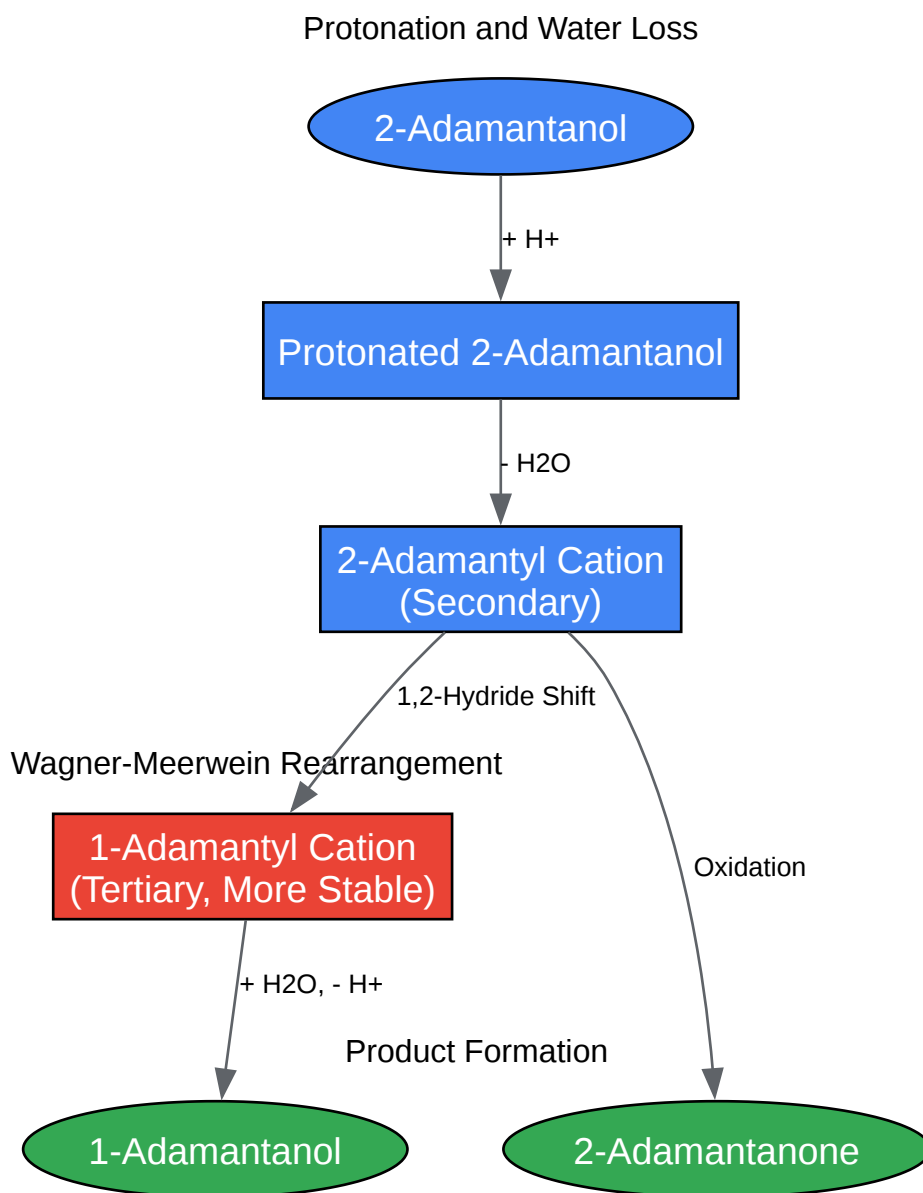 Protonation and Water Loss
2-Adamantanol
+ H+
Protonated 2-Adamantanol
- H2O
2-Adamantyl Cation
(Secondary)
1,2-Hydride Shift
Wagner-Meerwein Rearrangement
1-Adamantyl Cation
(Tertiary, More Stable)
Oxidation
+ H2O, - H+
Product Formation
1-Adamantanol
2-Adamantanone